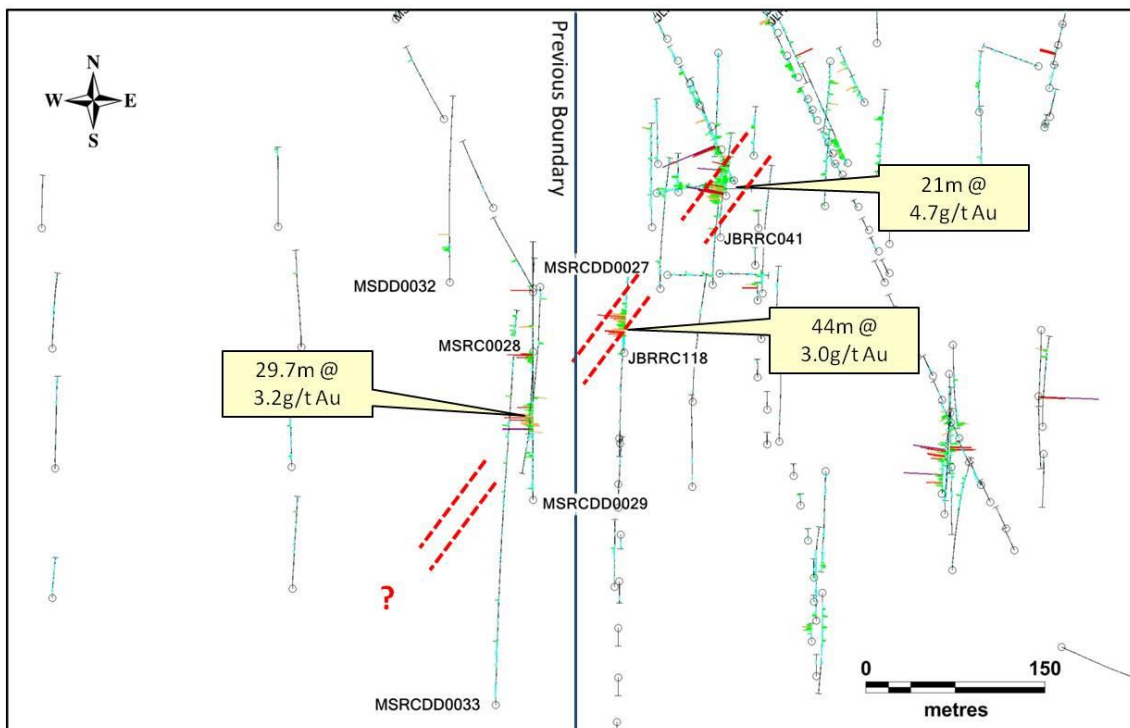 N
W E
S
Previous Boundary
21m @
4.7g/t Au
JBRRC041
MSRCDD0027
MSDD0032
44m @
3.0g/t Au
MSRC0028
JBRRC118
29.7m @
3.2g/t Au
MSRCDD0029
?
MSRCDD0033
0 150
metres